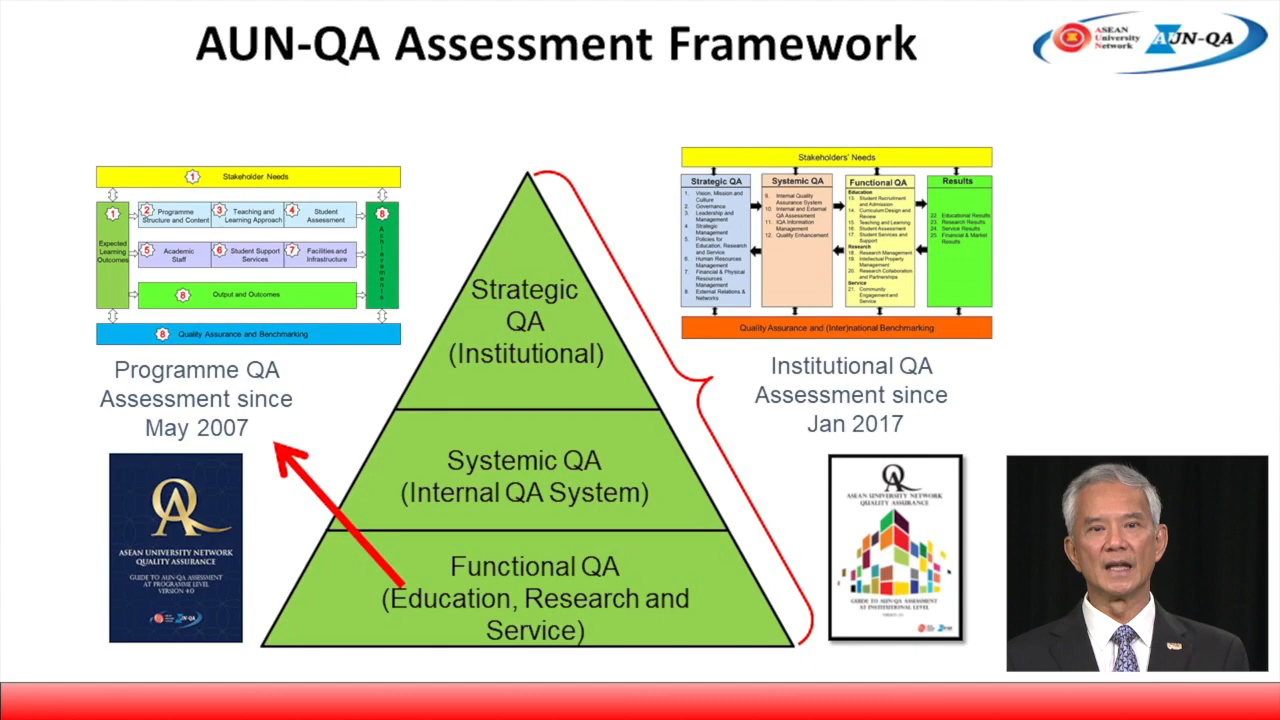 AUN-QA Assessment Framework
ASEAN
University
Network
AUN-QA
1 Stakeholder Needs
1
Expected
Learning
Outcomes
2 Programme
Structure and Content
3 Teaching and
Learning Approach
4 Student
Assessment
5 Academic
Staff
6 Student Support
Services
7 Facilities and
Infrastructure
8 Output and Outcomes
8
Achievements
8 Quality Assurance and Benchmarking
Programme QA
Assessment since
May 2007
QA
ASEAN UNIVERSITY NETWORK
QUALITY ASSURANCE
GUIDE TO AUN-QA ASSESSMENT
AT PROGRAMME LEVEL
VERSION 4.0
Strategic
QA
(Institutional)
Systemic QA
(Internal QA System)
Functional QA
(Education, Research and
Service)
Stakeholders' Needs
Strategic QA
1. Vision, Mission and
Culture
2. Governance
3. Leadership and
Management
4. Strategic
Management
5. Policies for
Education, Research
and Service
6. Human Resources
Management
7. Financial & Physical
Resources
Management
8. External Relations &
Networks
Systemic QA
9. Internal Quality
Assurance System
10. Internal and External
QA Assessment
11. IQA Information
Management
12. Quality Enhancement
Functional QA
Education
13. Student Recruitment
and Admission
14. Curriculum Design and
Review
15. Teaching and Learning
16. Student Assessment
17. Student Services and
Support
Research
18. Research Management
19. Intellectual Property
Management
20. Research Collaboration
and Partnerships
Service
21. Community
Engagement and
Service
Results
22. Educational Results
23. Research Results
24. Service Results
25. Financial & Market
Results
Quality Assurance and (Inter)national Benchmarking
Institutional QA
Assessment since
Jan 2017
QA
ASEAN UNIVERSITY NETWORK
QUALITY ASSURANCE
GUIDE TO AUN-QA ASSESSMENT
AT INSTITUTIONAL LEVEL